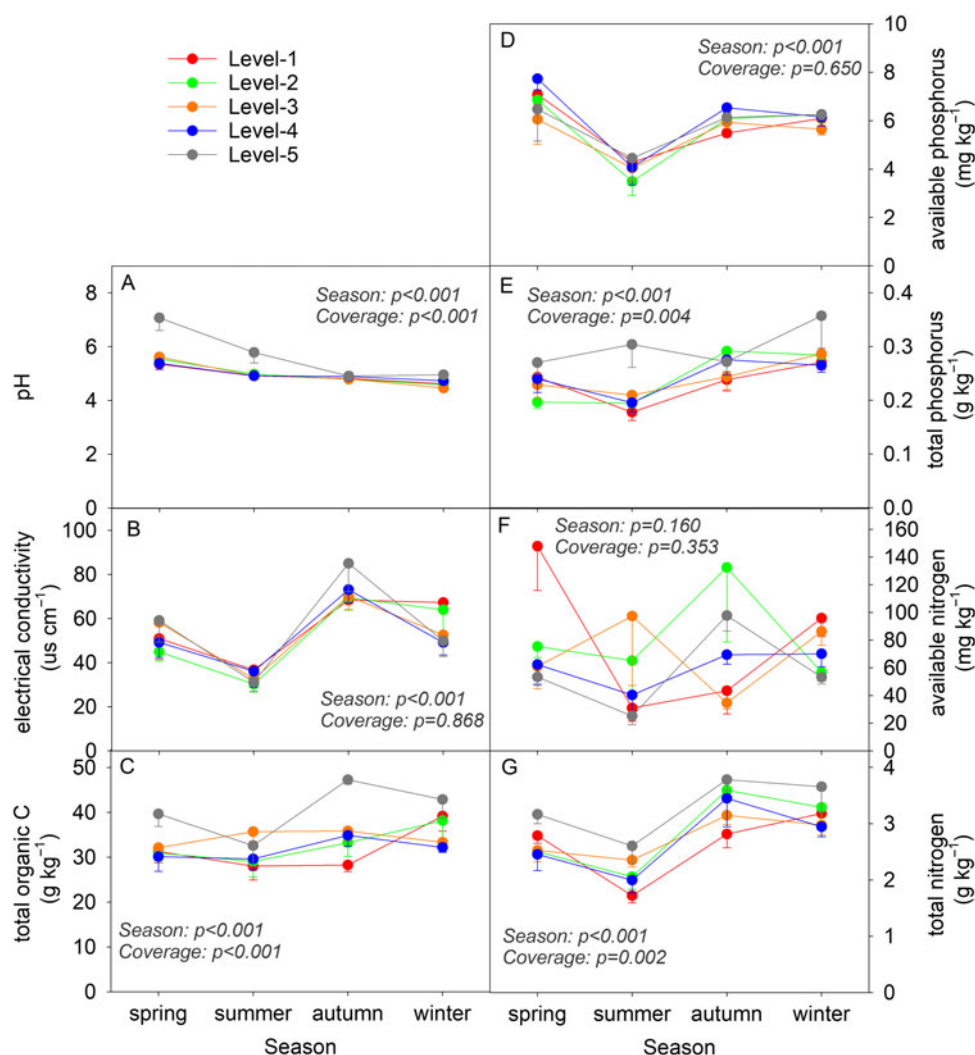 Level-1
Level-2
Level-3
Level-4
Level-5
D
Season: p<0.001
Coverage: p=0.650
10
8
6
4
2
0
available phosphorus
(mg kg⁻¹)
A
Season: p<0.001
Coverage: p<0.001
8
6
4
2
0
pH
E
Season: p<0.001
Coverage: p=0.004
0.4
0.3
0.2
0.1
0.0
total phosphorus
(mg kg⁻¹)
B
Season: p<0.001
Coverage: p=0.868
100
80
60
40
20
0
electrical conductivity
(us cm⁻¹)
F
Season: p=0.160
Coverage: p=0.353
160
140
120
100
80
60
40
20
0
available nitrogen
(mg kg⁻¹)
C
Season: p<0.001
Coverage: p<0.001
50
40
30
20
10
0
total organic C
(g kg⁻¹)
spring summer autumn winter
Season
G
Season: p<0.001
Coverage: p=0.002
4
3
2
1
0
total nitrogen
(g kg⁻¹)
spring summer autumn winter
Season